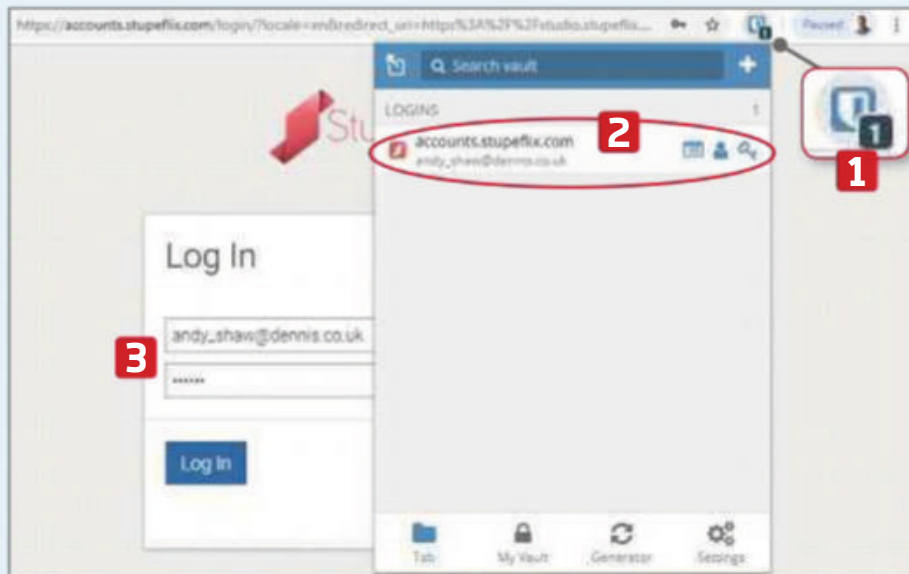 https://accounts.stupeflix.com/login/?locale=en&redirect_uri=https%3A%2F%2Fstudio.stupeflix....
Paused
Search vault
LOGINS 1
Stu
accounts.stupeflix.com
andy_shaw@dennis.co.uk
2
1
1
1
Log In
andy_shaw@dennis.co.uk
3
••••••
Log In
Tab My Vault Generator Settings